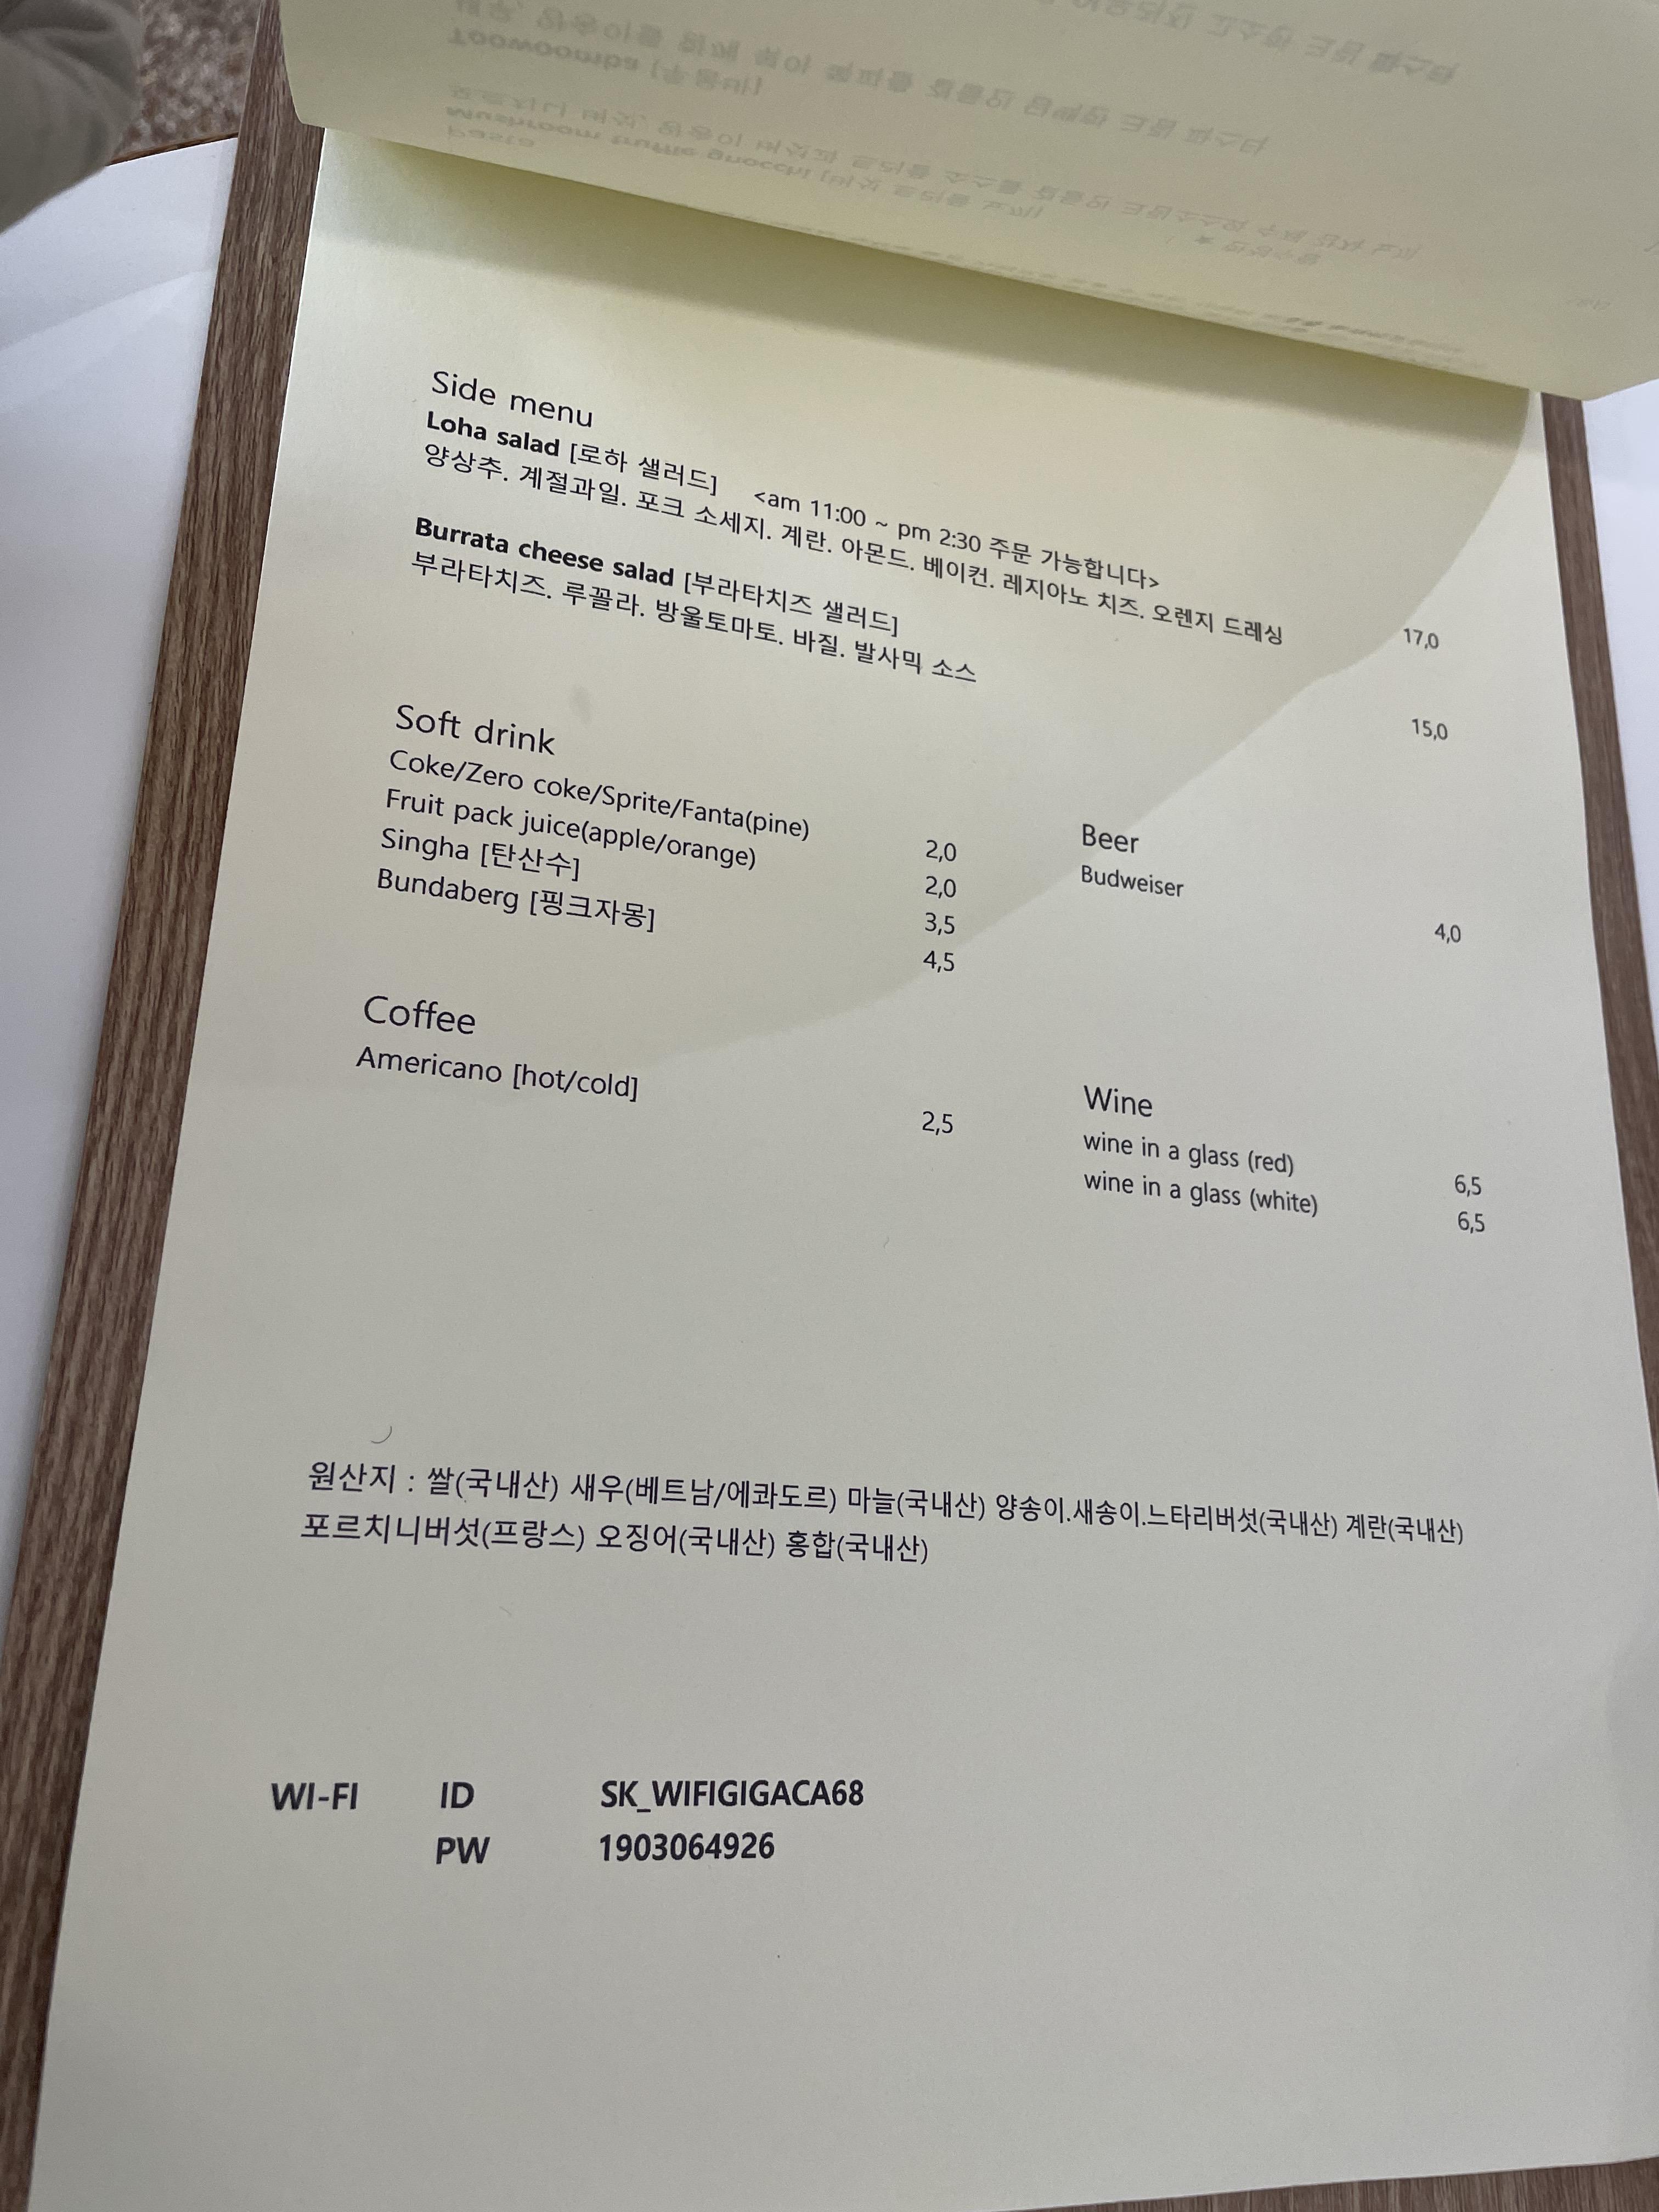 Side menu
Loha salad [로하 샐러드] <am 11:00 ~ pm 2:30 주문 가능합니다>
양상추. 계절과일. 포크 소세지. 계란. 아몬드. 베이컨. 레지아노 치즈. 오렌지 드레싱 17,0
Burrata cheese salad [부라타치즈 샐러드]
부라타치즈. 루꼴라. 방울토마토. 바질. 발사믹 소스 15,0
Soft drink
Coke/Zero coke/Sprite/Fanta(pine) 2,0
Fruit pack juice(apple/orange) 2,0
Singha [탄산수] 3,5
Bundaberg [핑크자몽] 4,5
Beer
Budweiser 4,0
Coffee
Americano [hot/cold] 2,5
Wine
wine in a glass (red) 6,5
wine in a glass (white) 6,5
원산지 : 쌀(국내산) 새우(베트남/에콰도르) 마늘(국내산) 양송이.새송이.느타리버섯(국내산) 계란(국내산)
포르치니버섯(프랑스) 오징어(국내산) 홍합(국내산)
WI-FI ID SK_WIFIGIGACA68
PW 1903064926